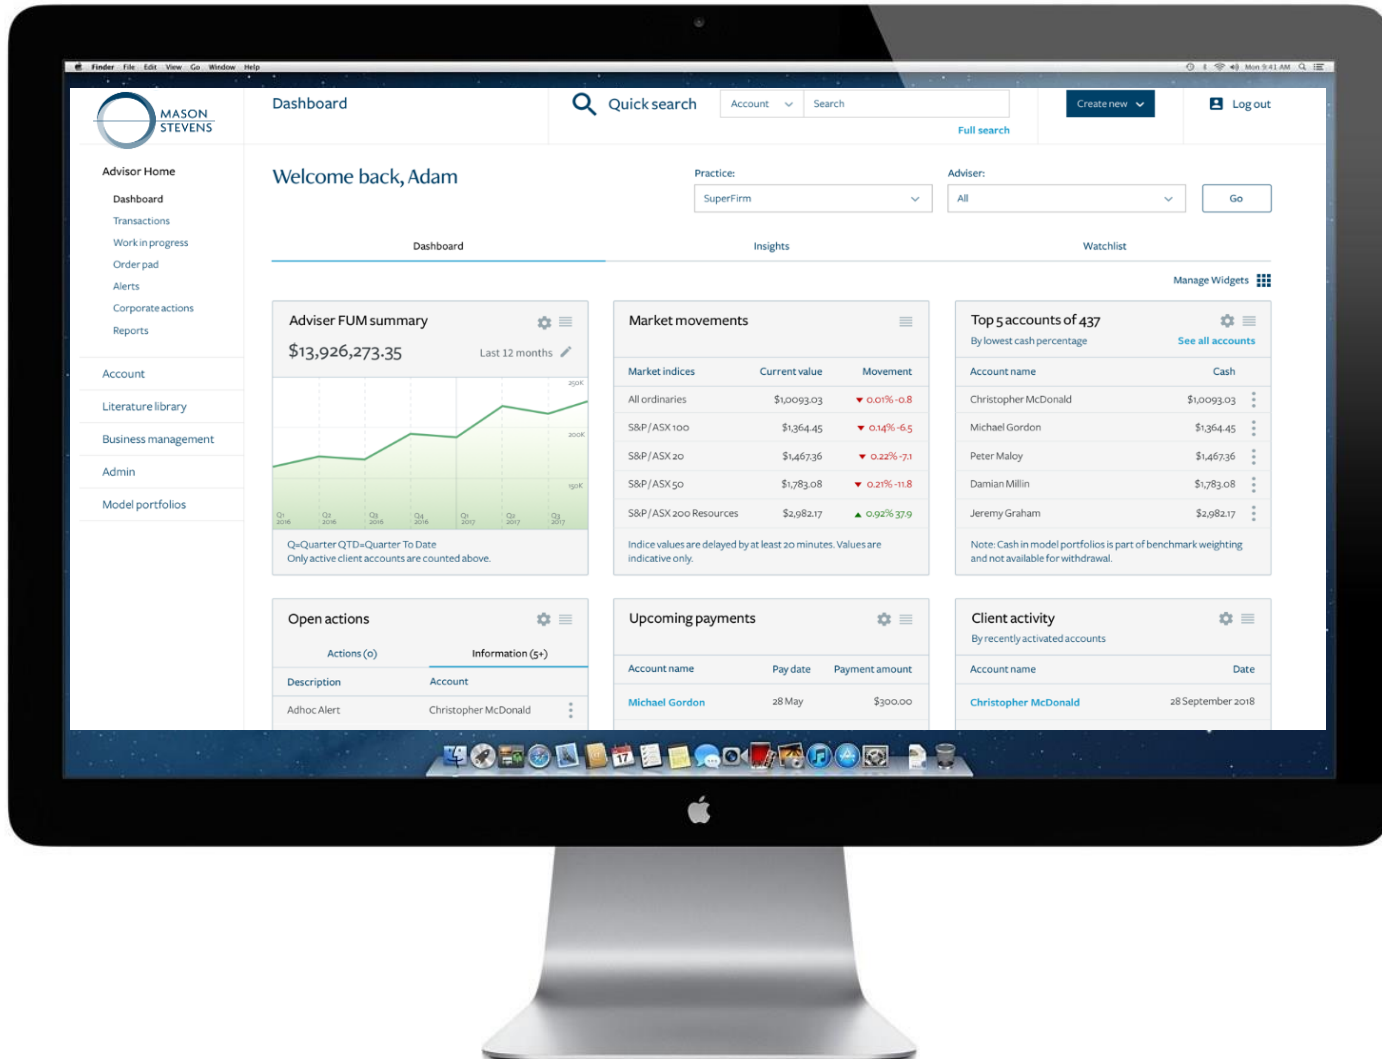 Finder File Edit View Go Window Help
Mon 9:41 AM
MASON
STEVENS
Dashboard
Quick search
Account
Search
Create new
Log out
Full search
Advisor Home
Dashboard
Transactions
Work in progress
Order pad
Alerts
Corporate actions
Reports
Account
Literature library
Business management
Admin
Model portfolios
Welcome back, Adam
Practice:
SuperFirm
Adviser:
All
Go
Dashboard
Insights
Watchlist
Manage Widgets
Adviser FUM summary
$13,926,273.35
Last 12 months
250K
200K
150K
Q1 2016
Q2 2016
Q3 2016
Q4 2016
Q1 2017
Q2 2017
Q3 2017
Q=Quarter QTD=Quarter To Date
Only active client accounts are counted above.
Market movements
Market indices Current value Movement
All ordinaries $1,0093.03 ▼ 0.01% -0.8
S&P/ASX 100 $1,364.45 ▼ 0.14% -6.5
S&P/ASX 20 $1,467.36 ▼ 0.22% -7.1
S&P/ASX 50 $1,783.08 ▼ 0.21% -11.8
S&P/ASX 200 Resources $2,982.17 ▲ 0.92% 37.9
Indice values are delayed by at least 20 minutes. Values are
indicative only.
Top 5 accounts of 437
By lowest cash percentage
See all accounts
Account name Cash
Christopher McDonald $1,0093.03
Michael Gordon $1,364.45
Peter Maloy $1,467.36
Damian Millin $1,783.08
Jeremy Graham $2,982.17
Note: Cash in model portfolios is part of benchmark weighting
and not available for withdrawal.
Open actions
Actions (0) Information (5+)
Description Account
Adhoc Alert Christopher McDonald
Upcoming payments
Account name Pay date Payment amount
Michael Gordon 28 May $300.00
Client activity
By recently activated accounts
Account name Date
Christopher McDonald 28 September 2018
17